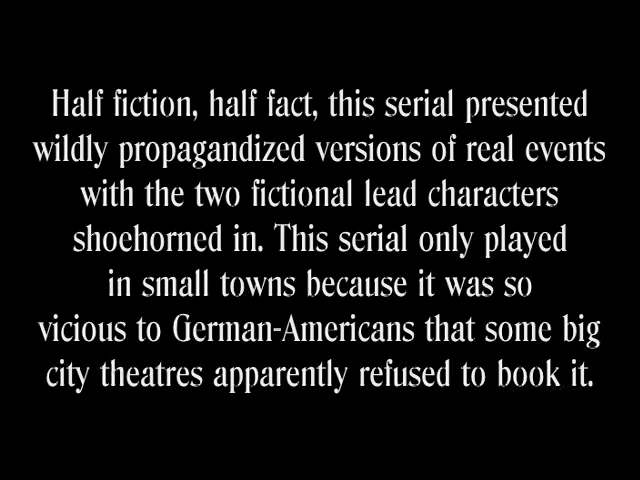 Half fiction, half fact, this serial presented
wildly propagandized versions of real events
with the two fictional lead characters
shoehorned in. This serial only played
in small towns because it was so
vicious to German-Americans that some big
city theatres apparently refused to book it.